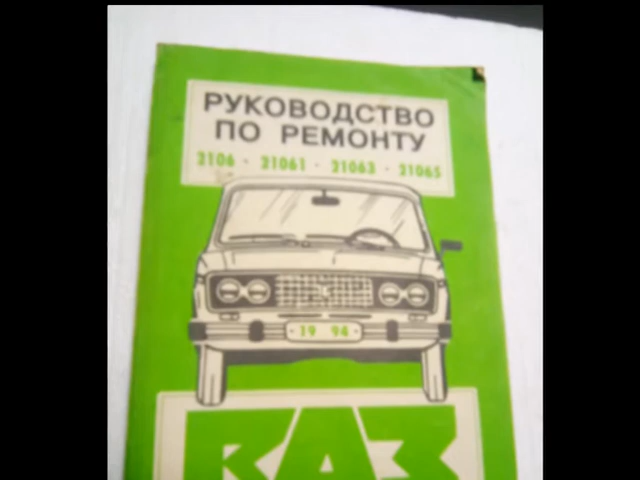 РУКОВОДСТВО
ПО РЕМОНТУ
2106 · 21061 · 21063 · 21065
· 19 94 ·
ВАЗ